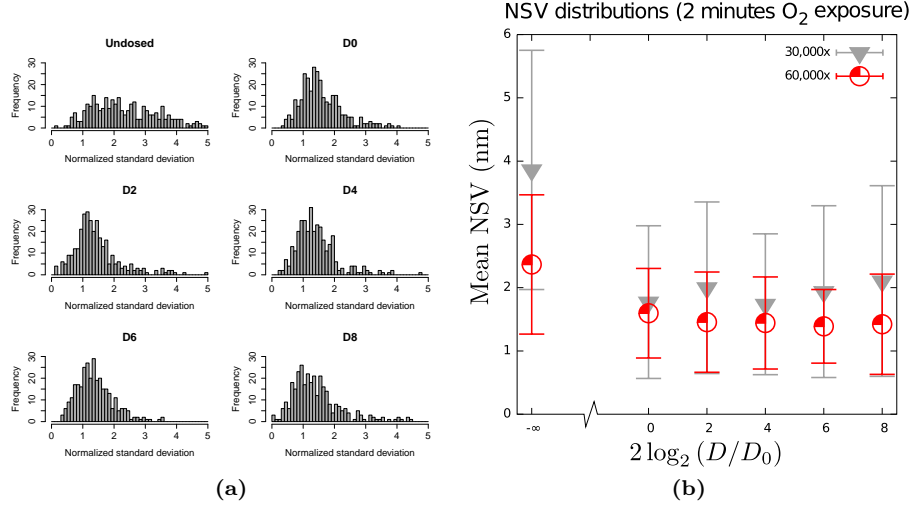 NSV distributions (2 minutes O₂ exposure)
Undosed
D0
Frequency
0 10 20 30
0 1 2 3 4 5
Normalized standard deviation
Frequency
0 10 20 30
0 1 2 3 4 5
Normalized standard deviation
D2
D4
Frequency
0 10 20 30
0 1 2 3 4 5
Normalized standard deviation
Frequency
0 10 20 30
0 1 2 3 4 5
Normalized standard deviation
D6
D8
Frequency
0 10 20 30
0 1 2 3 4 5
Normalized standard deviation
Frequency
0 10 20 30
0 1 2 3 4 5
Normalized standard deviation
(a)
30,000x
60,000x
Mean NSV (nm)
6
5
4
3
2
1
0
-∞ 0 2 4 6 8
2 log₂ (D/D₀)
(b)